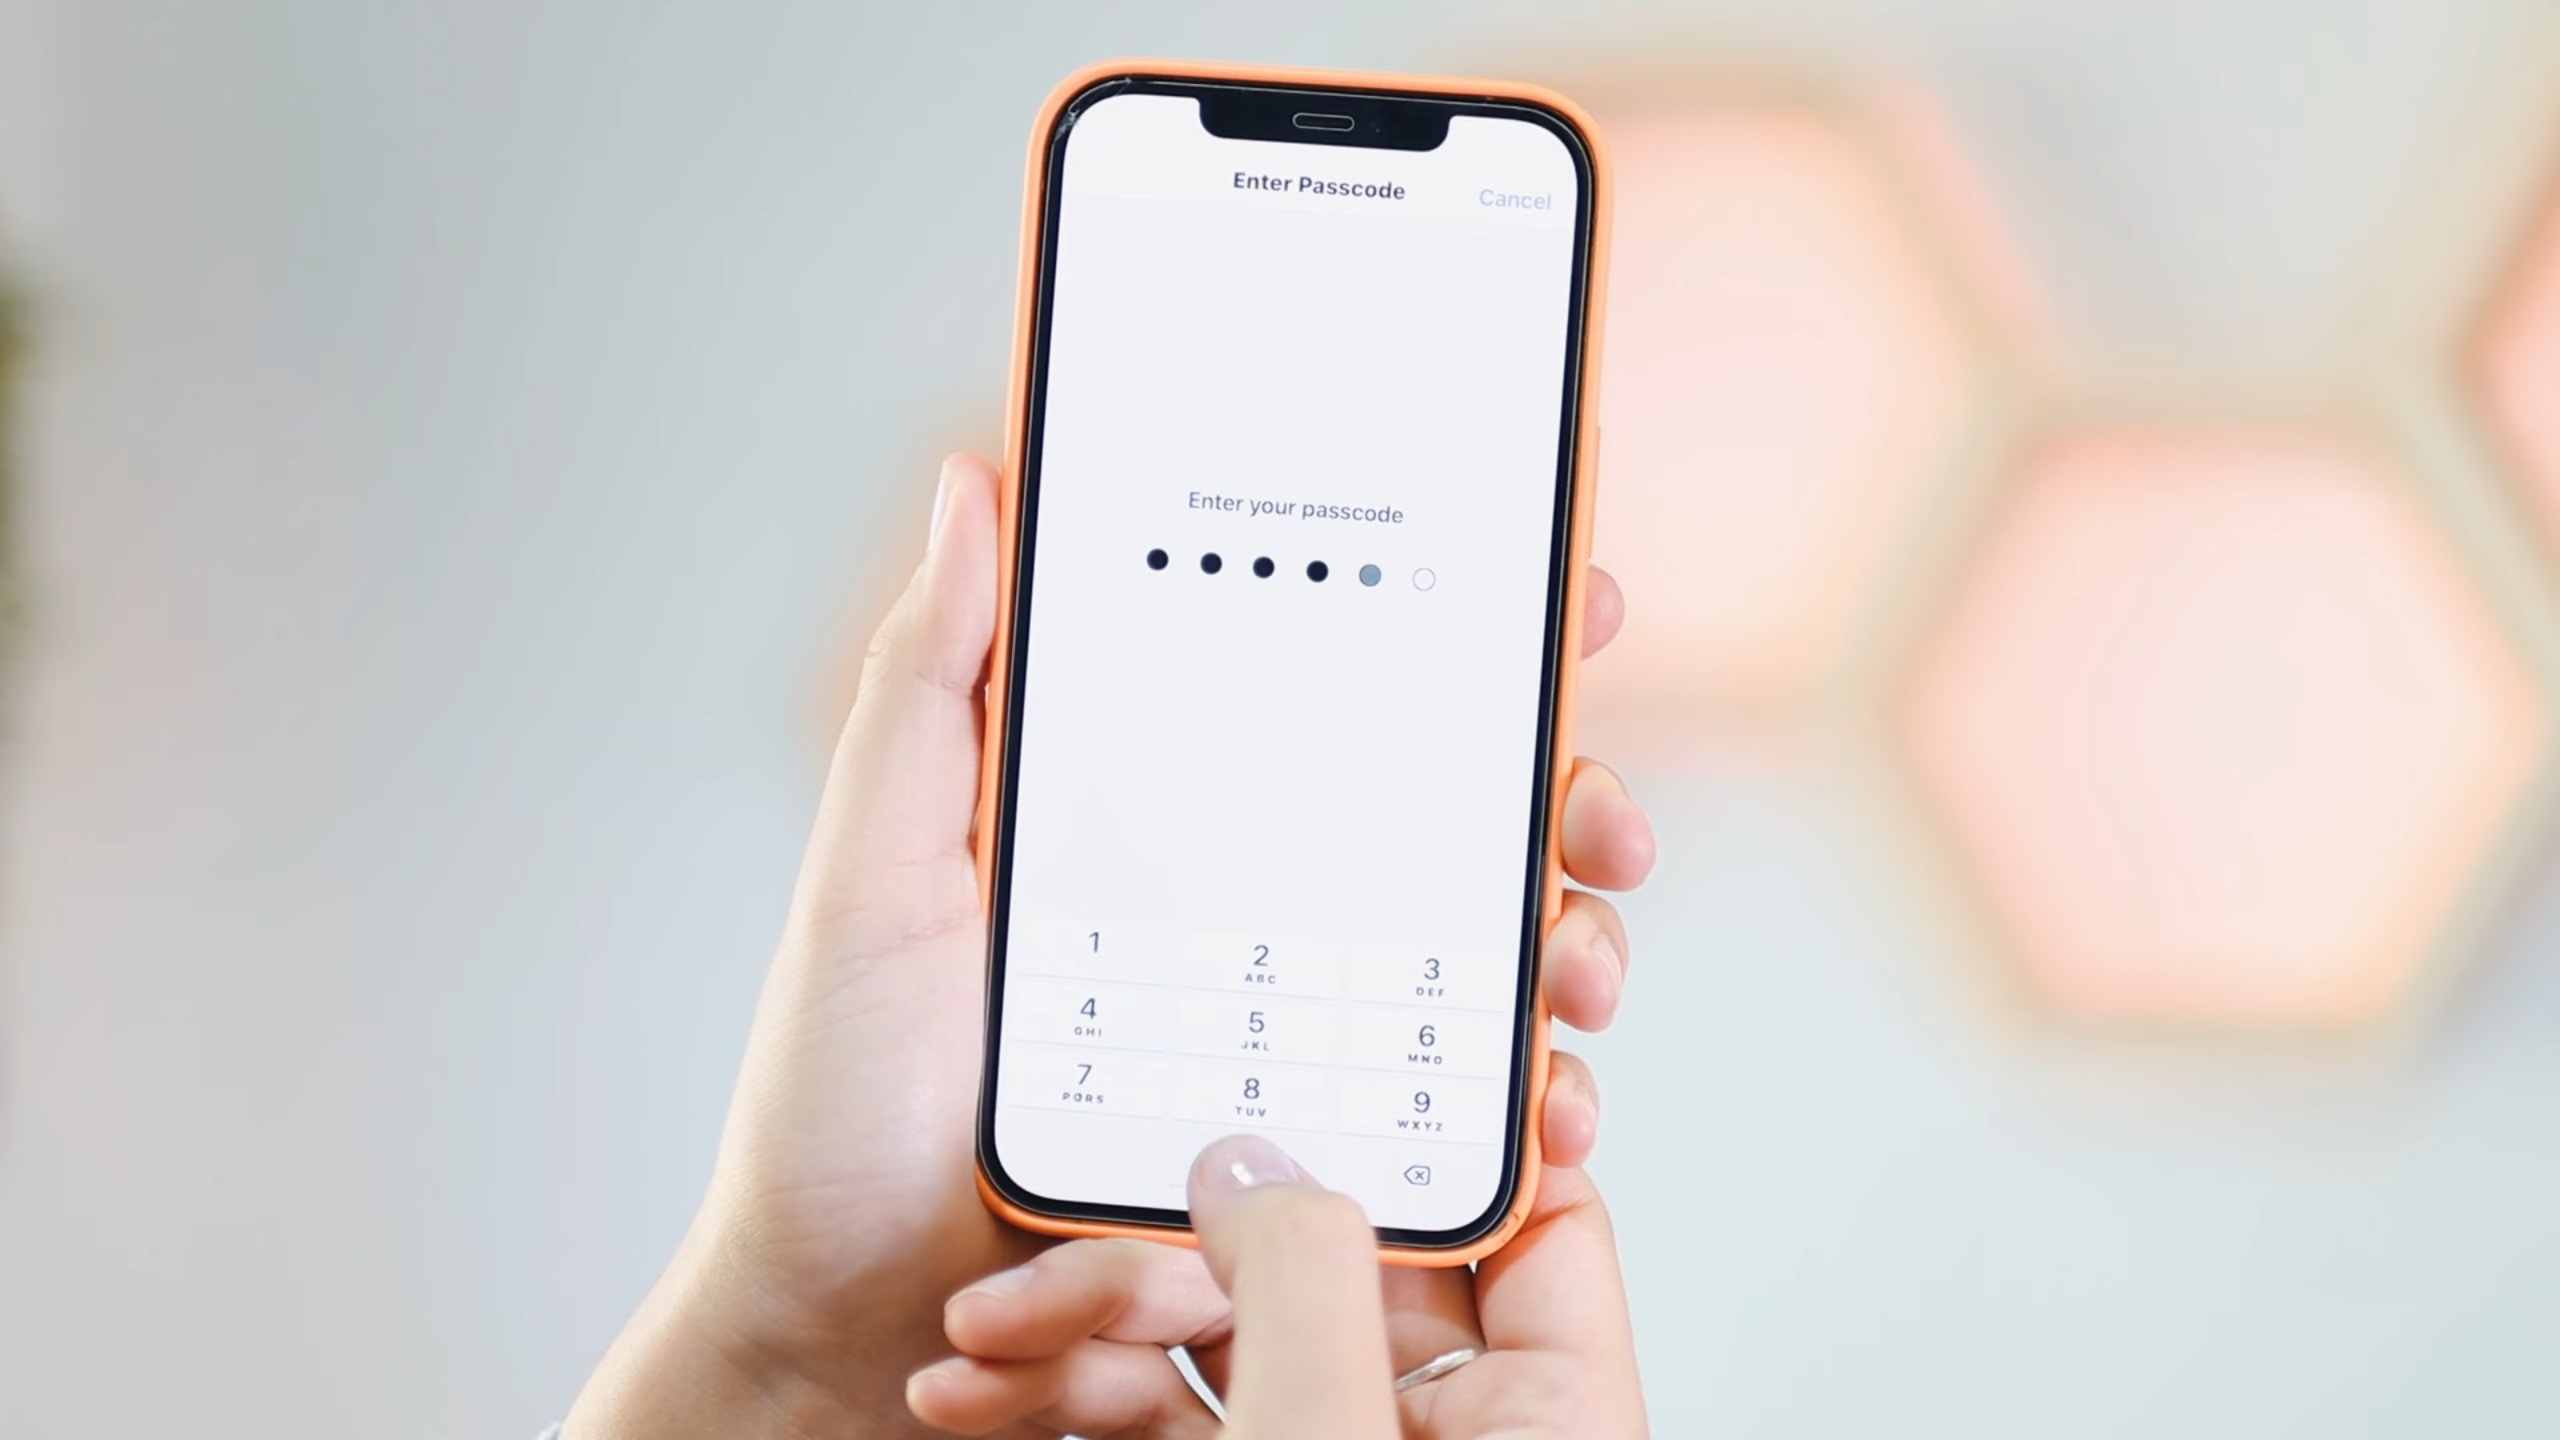 Enter Passcode
Cancel
Enter your passcode
1
2
ABC
3
DEF
4
GHI
5
JKL
6
MNO
7
PQRS
8
TUV
9
WXYZ